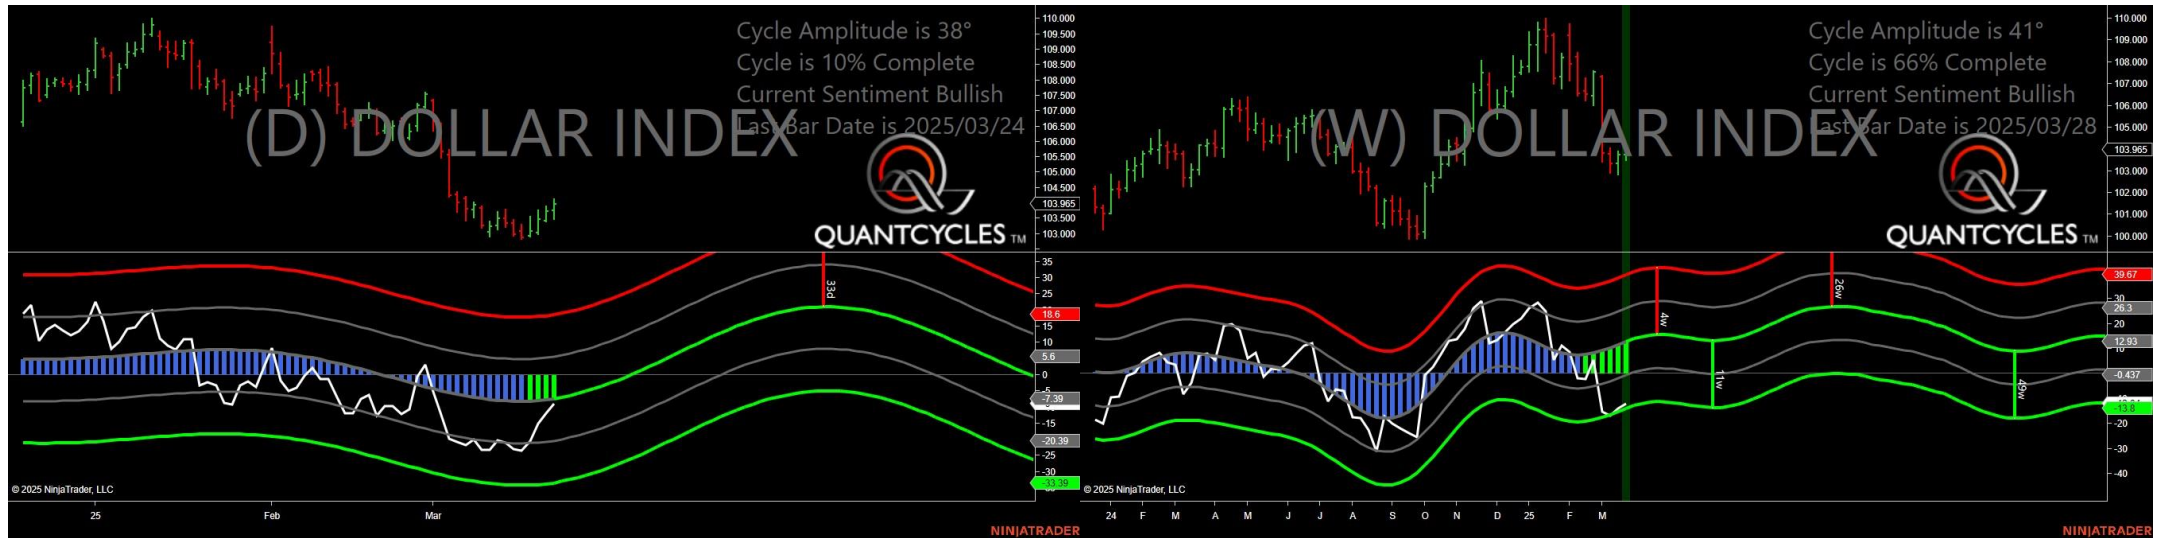 Cycle Amplitude is 38°
Cycle is 10% Complete
Current Sentiment Bullish
Last Bar Date is 2025/03/24
(D) DOLLAR INDEX
QUANTCYCLES TM
110.000
109.500
109.000
108.500
108.000
107.500
107.000
106.500
106.000
105.500
105.000
104.500
103.965
103.500
103.000
33d
35
30
25
18.6
15
10
5.6
0
-5
-7.39
-15
-20.39
-25
-30
-33.39
© 2025 NinjaTrader, LLC
25
Feb
Mar
NINJATRADER
Cycle Amplitude is 41°
Cycle is 66% Complete
Current Sentiment Bullish
Last Bar Date is 2025/03/28
(W) DOLLAR INDEX
QUANTCYCLES TM
110.000
109.000
108.000
107.000
106.000
105.000
103.965
103.000
102.000
101.000
100.000
4w
11w
26w
49w
39.67
30
26.3
20
12.93
10
-0.437
-13.8
-20
-30
-40
© 2025 NinjaTrader, LLC
24
F
M
A
M
J
J
A
S
O
N
D
25
F
M
NINJATRADER